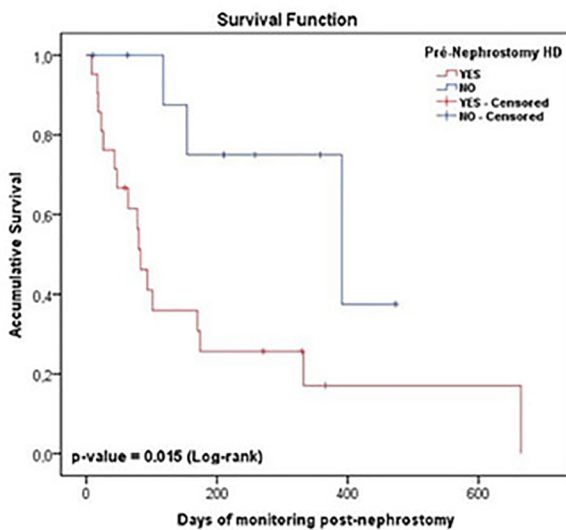 Survival Function
Pré-Nephrostomy HD
YES
NO
YES - Censored
NO - Censored
Accumulative Survival
1,0
0,8
0,6
0,4
0,2
0,0
p-value = 0.015 (Log-rank)
0
200
400
600
Days of monitoring post-nephrostomy